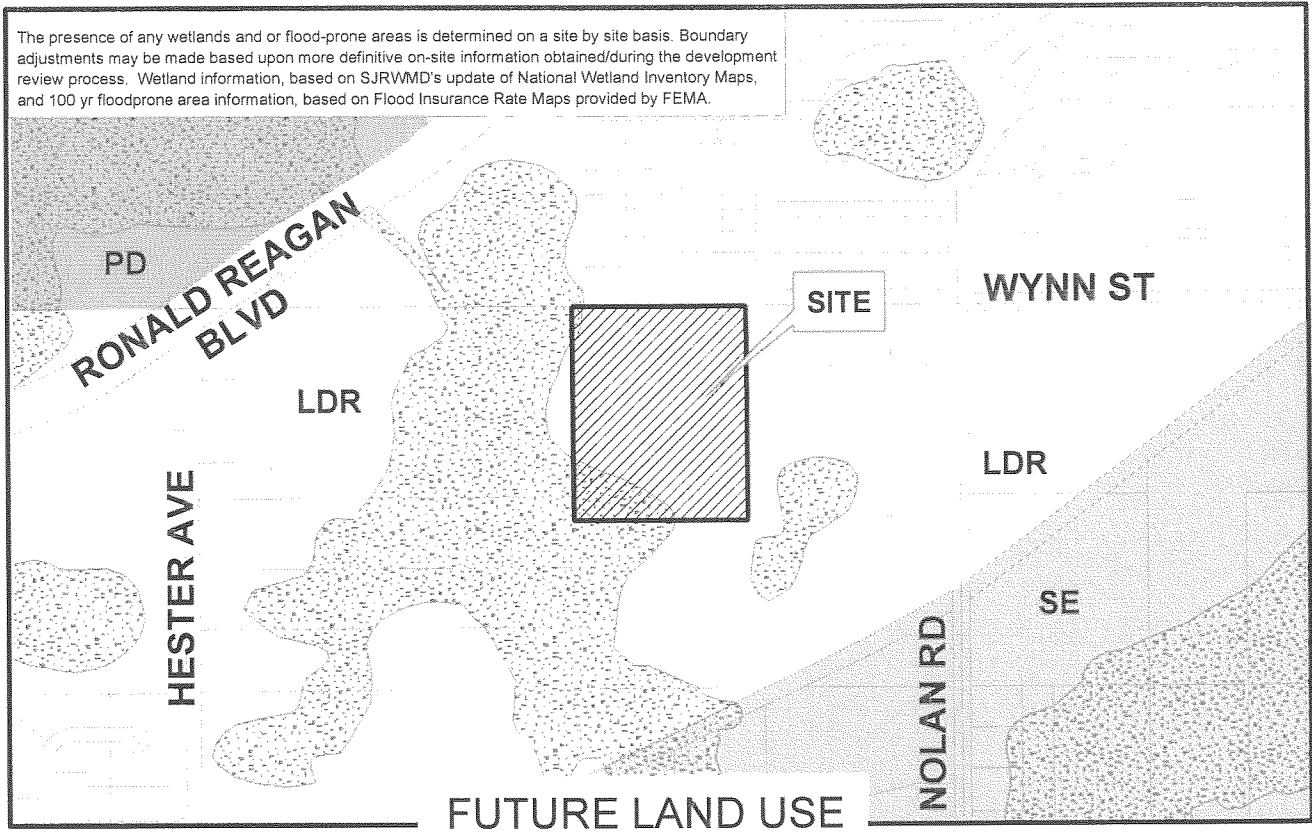 The presence of any wetlands and or flood-prone areas is determined on a site by site basis. Boundary
adjustments may be made based upon more definitive on-site information obtained/during the development
review process. Wetland information, based on SJRWMD's update of National Wetland Inventory Maps,
and 100 yr floodprone area information, based on Flood Insurance Rate Maps provided by FEMA.
PD
RONALD REAGAN
BLVD
SITE
WYNN ST
LDR
LDR
HESTER AVE
SE
NOLAN RD
FUTURE LAND USE